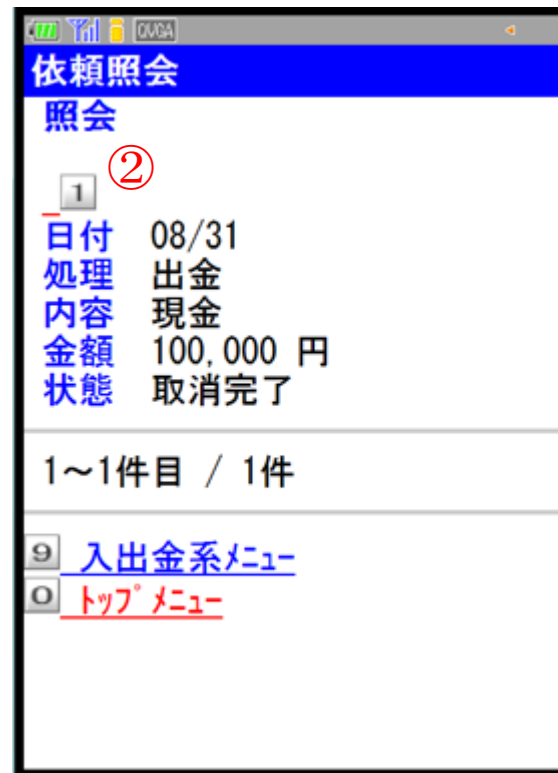 QVGA
依頼照会
照会
②
1
日付 08/31
処理 出金
内容 現金
金額 100,000 円
状態 取消完了
1～1件目 / 1件
9 入出金系ﾒﾆｭｰ
0 ﾄｯﾌﾟﾒﾆｭｰ